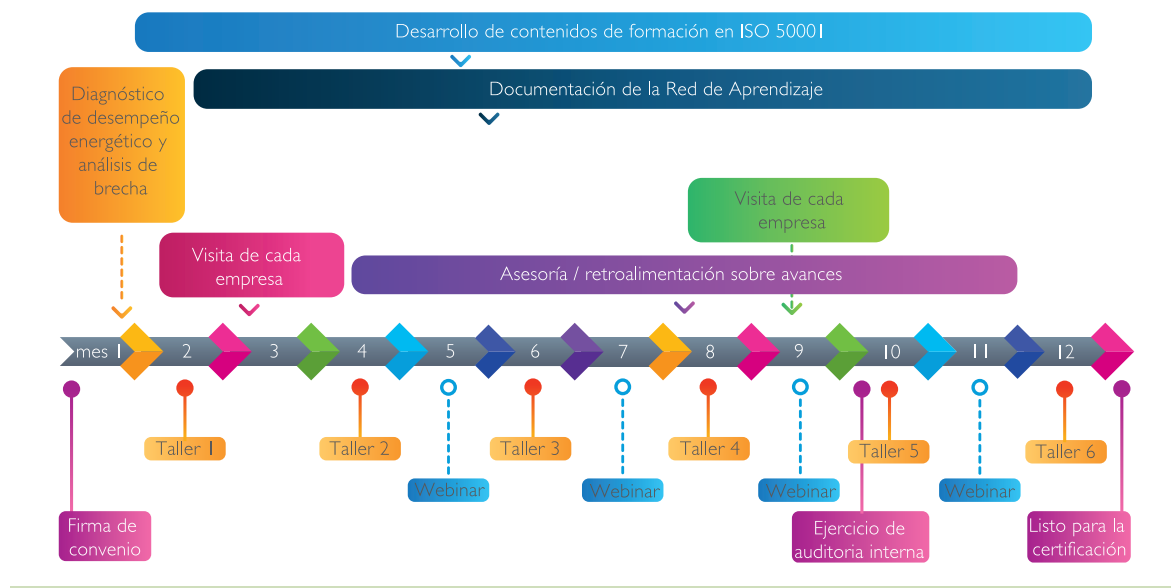 Desarrollo de contenidos de formación en ISO 50001
Documentación de la Red de Aprendizaje
Diagnóstico
de desempeño
energético y
análisis de
brecha
Visita de cada
empresa
Visita de cada
empresa
Asesoría / retroalimentación sobre avances
mes 1 2 3 4 5 6 7 8 9 10 11 12
Taller 1
Taller 2
Taller 3
Taller 4
Taller 5
Taller 6
Webinar
Webinar
Webinar
Webinar
Firma de
convenio
Ejercicio de
auditoria interna
Listo para la
certificación